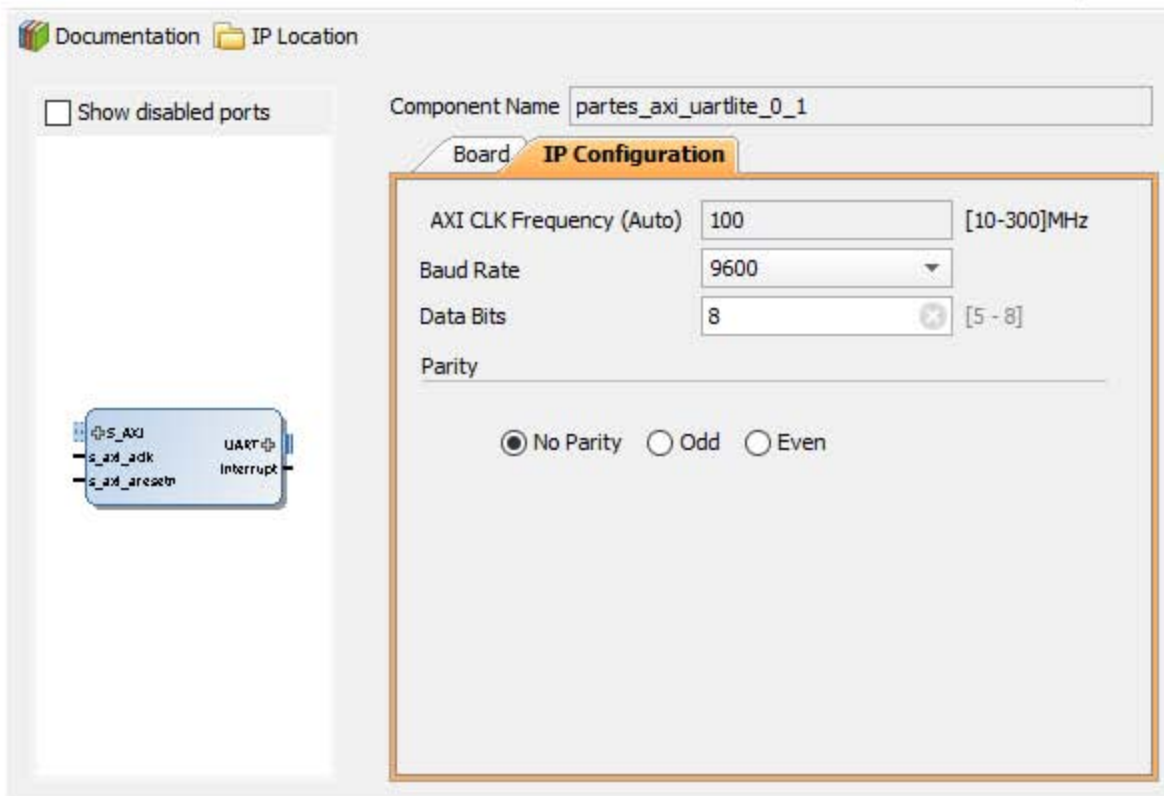 Documentation IP Location
Show disabled ports
Component Name partes_axi_uartlite_0_1
Board IP Configuration
AXI CLK Frequency (Auto) 100 [10-300]MHz
Baud Rate 9600
Data Bits 8 [5 - 8]
Parity
No Parity Odd Even
S_AXI
s_axi_aclk
s_axi_aresetn
UART
interrupt